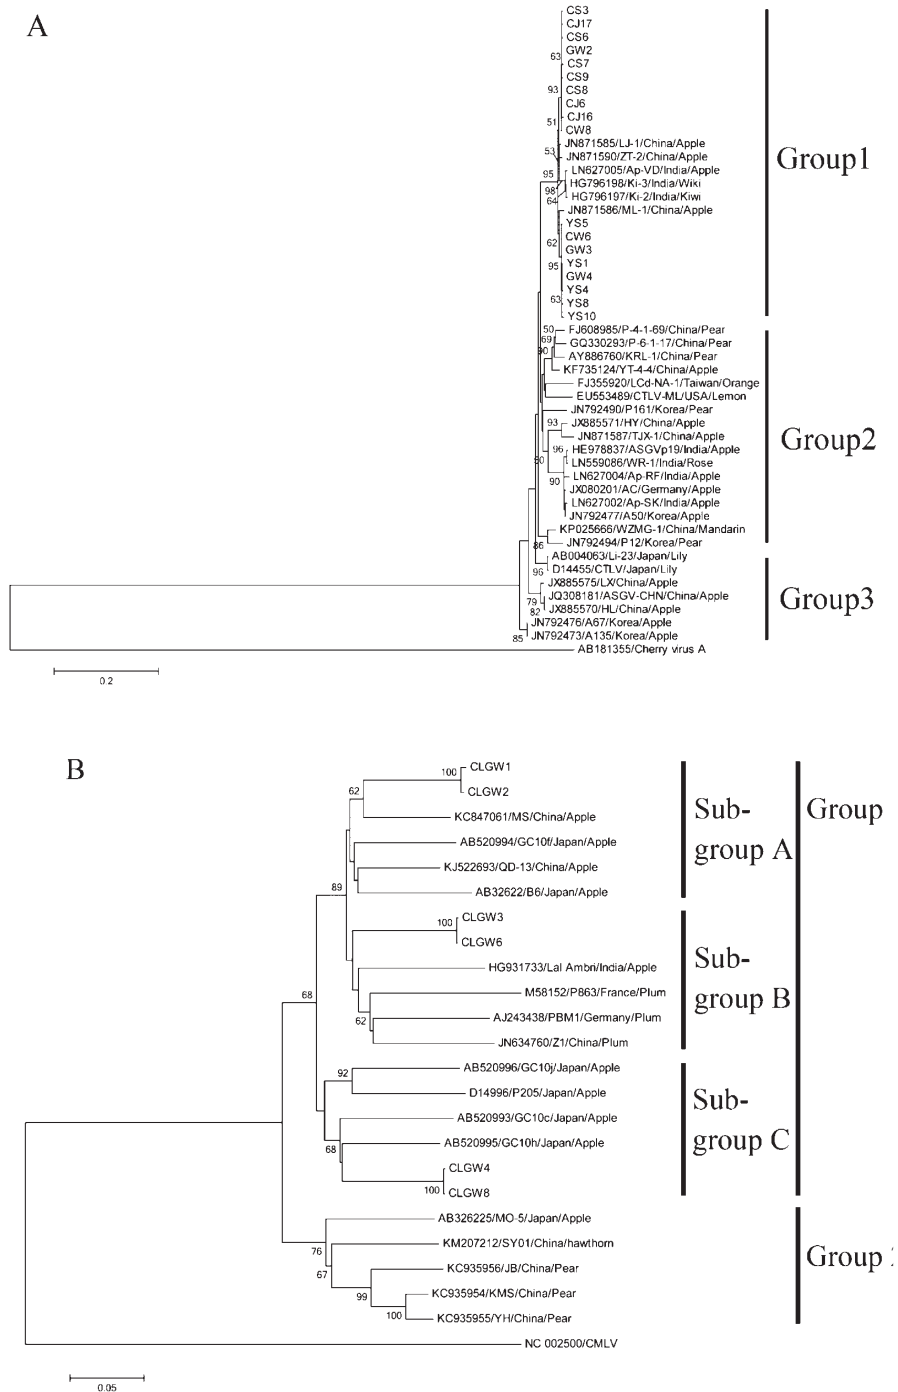 A
CS3
CJ17
CS6
GW2
63
CS7
CS9
93
CS8
CJ6
CJ16
51
CW8
JN871585/LJ-1/China/Apple
53
JN871590/ZT-2/China/Apple
Group1
LN627005/Ap-VD/India/Apple
95
HG796198/Ki-3/India/Wiki
98
HG796197/Ki-2/India/Kiwi
64
JN871586/ML-1/China/Apple
YS5
CW6
62
GW3
YS1
95
GW4
YS4
63
YS8
YS10
50
FJ608985/P-4-1-69/China/Pear
69
GQ330293/P-6-1-17/China/Pear
90
AY886760/KRL-1/China/Pear
KF735124/YT-4-4/China/Apple
FJ355920/LCd-NA-1/Taiwan/Orange
EU553489/CTLV-ML/USA/Lemon
JN792490/P161/Korea/Pear
93
JX885571/HY/China/Apple
JN871587/TJX-1/China/Apple
Group2
96
HE978837/ASGVp19/India/Apple
LN559086/WR-1/India/Rose
LN627004/Ap-RF/India/Apple
90
JX080201/AC/Germany/Apple
LN627002/Ap-SK/India/Apple
JN792477/A50/Korea/Apple
KP025666/WZMG-1/China/Mandarin
86
JN792494/P12/Korea/Pear
AB004063/Li-23/Japan/Lily
96
D14455/CTLV/Japan/Lily
JX885575/LX/China/Apple
79
JQ308181/ASGV-CHN/China/Apple
Group3
82
JX885570/HL/China/Apple
JN792476/A67/Korea/Apple
85
JN792473/A135/Korea/Apple
AB181355/Cherry virus A
0.2
B
100
CLGW1
CLGW2
62
KC847061/MS/China/Apple
Sub-
group A
Group
AB520994/GC10f/Japan/Apple
KJ522693/QD-13/China/Apple
89
AB32622/B6/Japan/Apple
100
CLGW3
CLGW6
HG931733/Lal Ambri/India/Apple
Sub-
group B
68
M58152/P863/France/Plum
62
AJ243438/PBM1/Germany/Plum
JN634760/Z1/China/Plum
AB520996/GC10j/Japan/Apple
92
D14996/P205/Japan/Apple
Sub-
group C
AB520993/GC10c/Japan/Apple
AB520995/GC10h/Japan/Apple
68
CLGW4
100
CLGW8
AB326225/MO-5/Japan/Apple
76
KM207212/SY01/China/hawthorn
Group
67
KC935956/JB/China/Pear
99
KC935954/KMS/China/Pear
100
KC935955/YH/China/Pear
NC 002500/CMLV
0.05